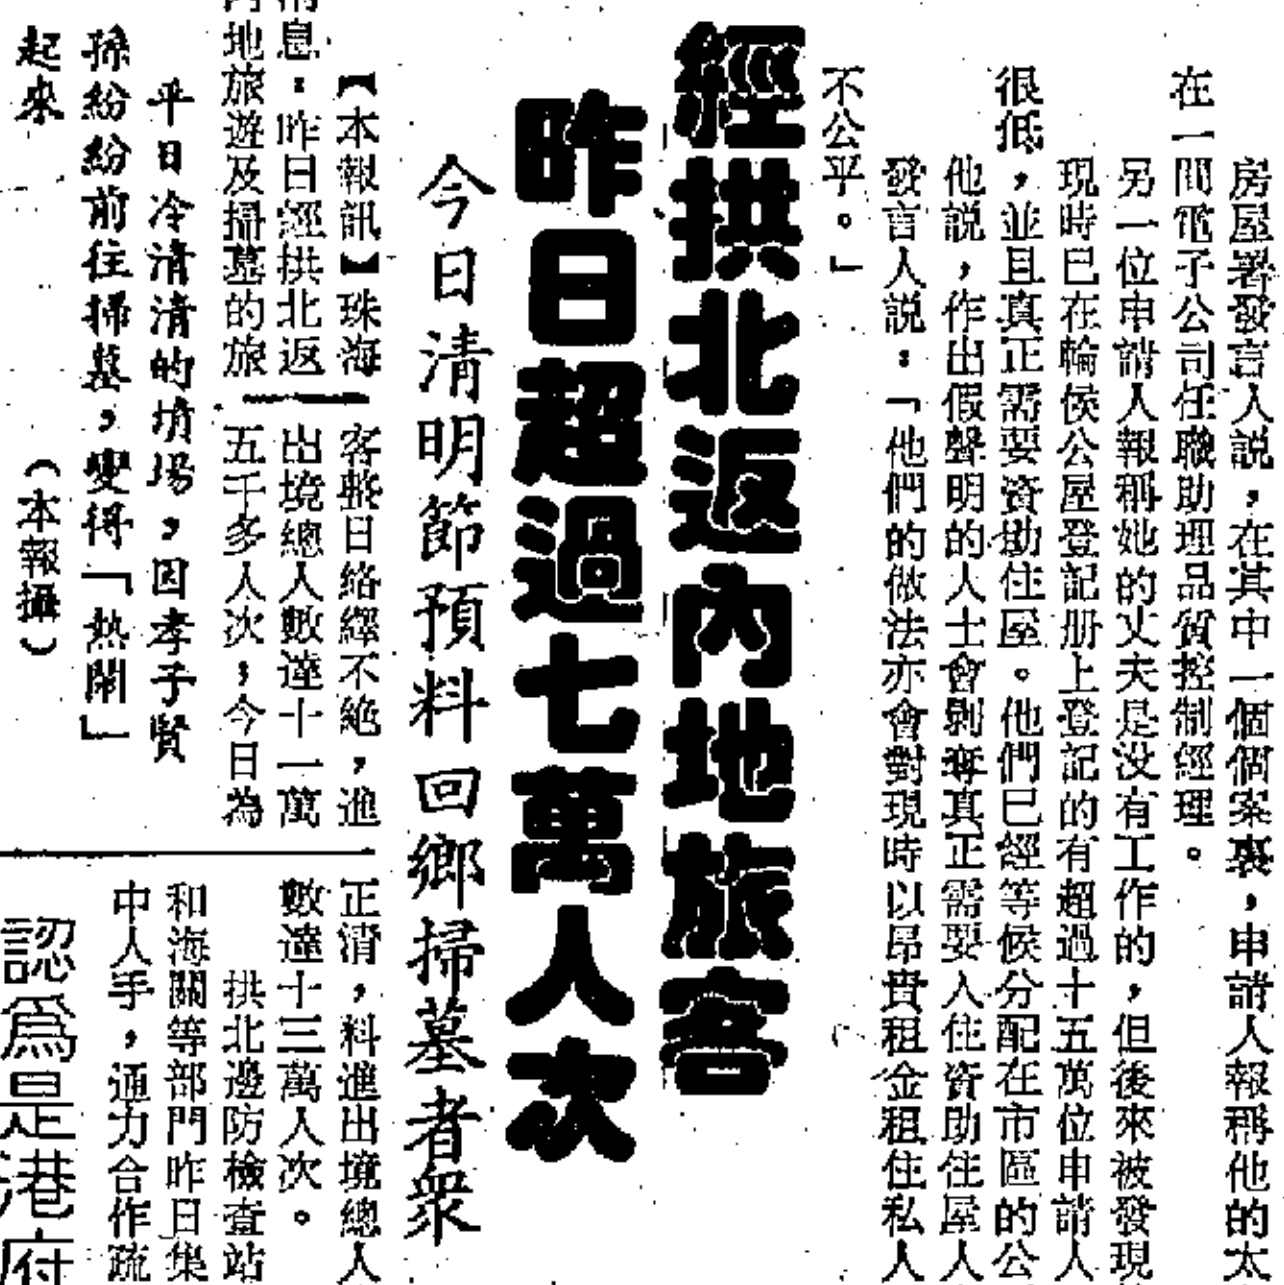 房屋署發言人説，在其中一個個案裏，申請人報稱他的太
在一間電子公司任職助理品質控制經理。
另一位申請人報稱她的丈夫是没有工作的，但後來被發現
現時已在輪侯公屋登記册上登記的有超過十五萬位申請人
很低，並且真正需要資助住屋。他們已經等候分配在市區的公
他説，作出假聲明的人士會剝奪真正需要入住資助住屋人
發言人説：「他們的做法亦會對現時以昂貴租金租住私人
不公平。」
經拱北返內地旅客
昨日超過七萬人次
今日清明節預料回鄉掃墓者衆
【本報訊】珠海
消息：昨日經拱北返
內地旅遊及掃墓的旅
客整日絡繹不絶，進
出境總人數達十一萬
五千多人次；今日為
正清，料進出境總人
數達十三萬人次。
拱北邊防檢查站
和海關等部門昨日集
中人手，通力合作疏
平日冷清清的墳場，因孝子賢
孫紛紛前往掃墓，變得「热鬧」
起來
（本報攝）
認爲是港府